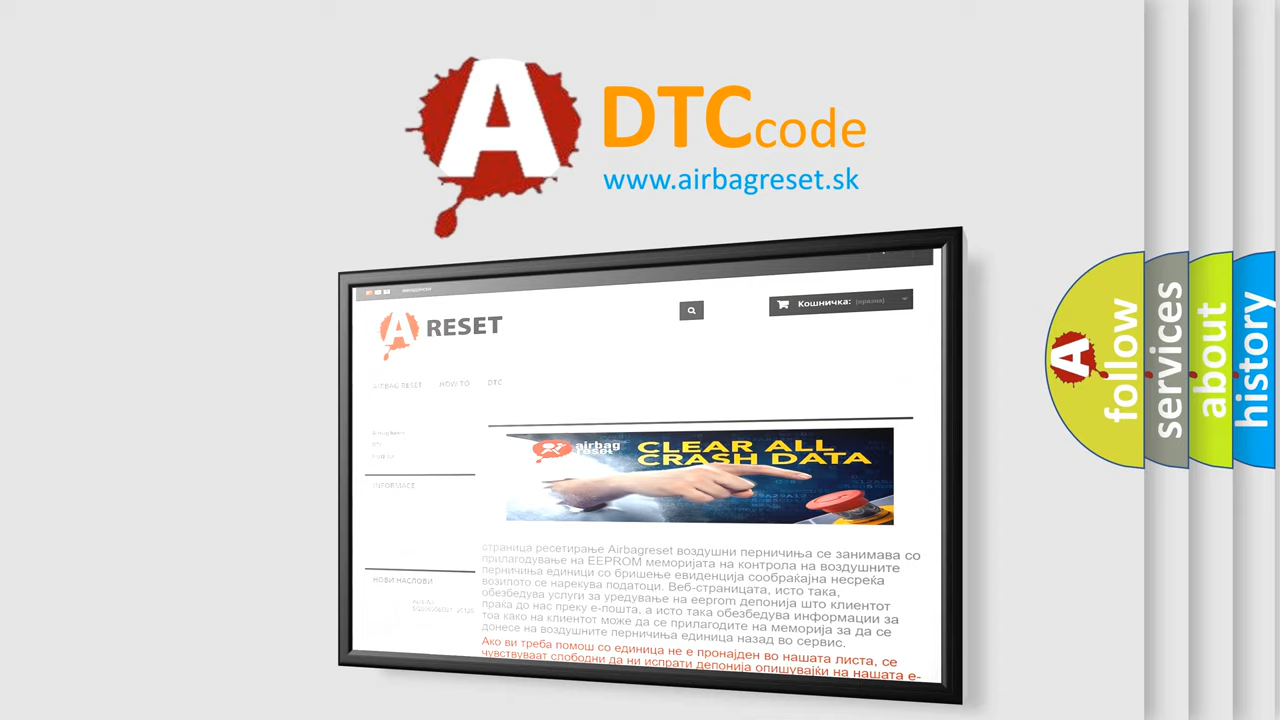 A DTC code
www.airbagreset.sk
A RESET
Кошничка: (празна)
AIRBAG RESET HOW TO DTC
INFORMACE
НОВИ НАСЛОВИ
airbag
reset
CLEAR ALL
CRASH DATA
страница ресетирање Airbagreset воздушни перничиња се занимава со
прилагодување на EEPROM меморијата на контрола на воздушните
перничиња единици со бришење евиденција сообраќајна несреќа
возилото се нарекува податоци. Веб-страницата, исто така,
обезбедува услуги за уредување на eeprom депонија што клиентот
праќа до нас преку е-пошта, а исто така обезбедува информации за
тоа како на клиентот може да се прилагодите на меморија за да се
донесе на воздушните перничиња единица назад во сервис.
Ако ви треба помош со единица не е пронајден во нашата листа, се
чувствуваат слободни да ни испрати депонија опишувајќи на нашата е-
A follow
services
about
history